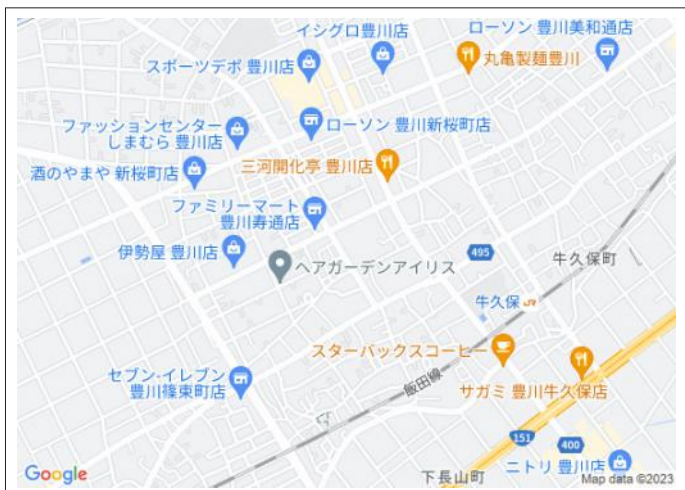 イシグロ豊川店
ローソン 豊川美和通店
スポーツデポ 豊川店
丸亀製麺豊川
ファッションセンター
しまむら 豊川店
ローソン 豊川新桜町店
酒のやまや 新桜町店
三河開化亭 豊川店
ファミリーマート
豊川寿通店
伊勢屋 豊川店
ヘアガーデンアイリス
495
牛久保町
牛久保
JR
スターバックスコーヒー
セブン-イレブン
豊川篠束町店
飯田線
サガミ 豊川牛久保店
151
400
Google
下長山町
ニトリ 豊川店
Map data ©2023